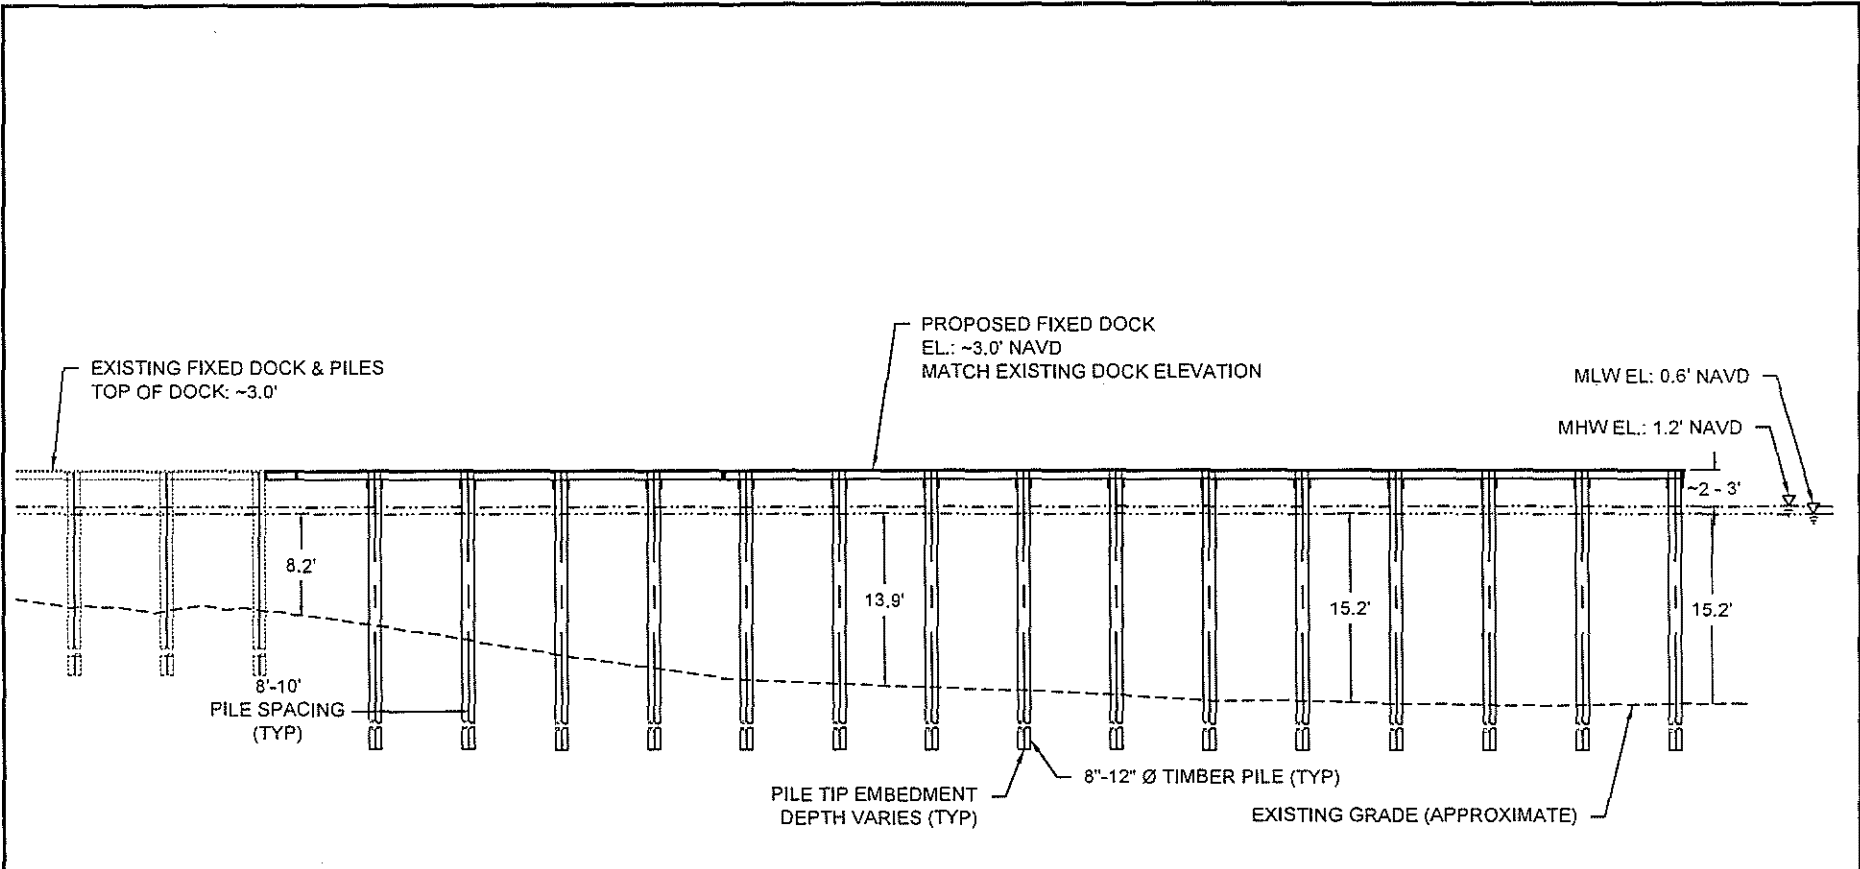 PROPOSED FIXED DOCK
EL.: ~3.0' NAVD
MATCH EXISTING DOCK ELEVATION
EXISTING FIXED DOCK & PILES
TOP OF DOCK: ~3.0'
MLW EL: 0.6' NAVD
MHW EL.: 1.2' NAVD
~2 - 3'
8.2'
13.9'
15.2'
15.2'
8'-10'
PILE SPACING
(TYP)
8"-12" Ø TIMBER PILE (TYP)
PILE TIP EMBEDMENT
DEPTH VARIES (TYP)
EXISTING GRADE (APPROXIMATE)